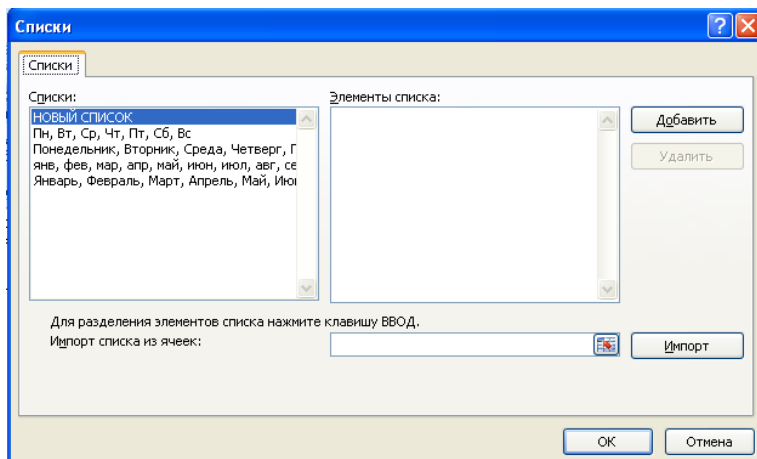 Списки
Списки
Списки:
НОВЫЙ СПИСОК
Пн, Вт, Ср, Чт, Пт, Сб, Вс
Понедельник, Вторник, Среда, Четверг, Г
янв, фев, мар, апр, май, июн, июл, авг, се
Январь, Февраль, Март, Апрель, Май, Июн
Элементы списка:
Добавить
Удалить
Для разделения элементов списка нажмите клавишу ВВОД.
Импорт списка из ячеек:
Импорт
ОК
Отмена